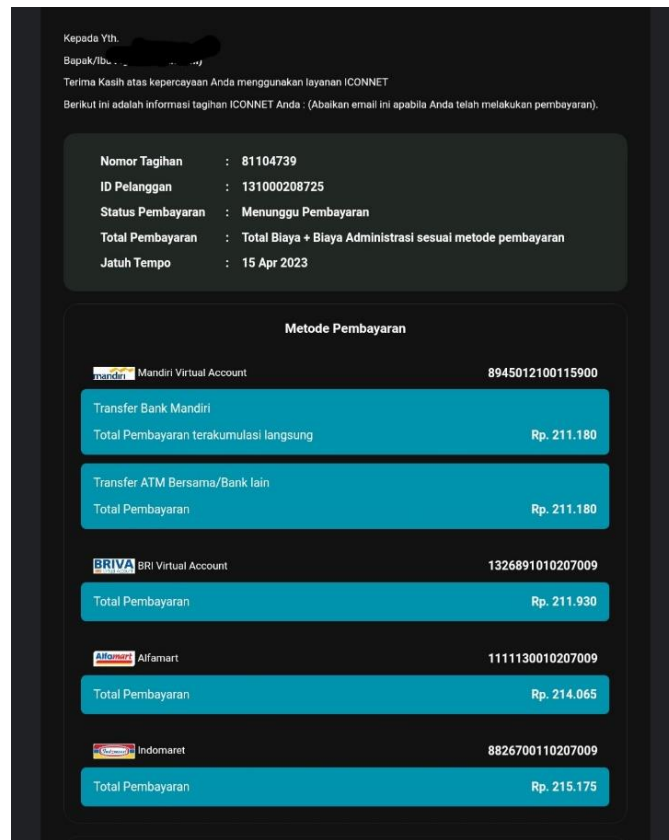 Kepada Yth.
Terima Kasih atas kepercayaan Anda menggunakan layanan ICONNET
Berikut ini adalah informasi tagihan ICONNET Anda : (Abaikan email ini apabila Anda telah melakukan pembayaran).
Nomor Tagihan : 81104739
ID Pelanggan : 131000208725
Status Pembayaran : Menunggu Pembayaran
Total Pembayaran : Total Biaya + Biaya Administrasi sesuai metode pembayaran
Jatuh Tempo : 15 Apr 2023
Metode Pembayaran
mandiri Mandiri Virtual Account 8945012100115900
Transfer Bank Mandiri
Total Pembayaran terakumulasi langsung Rp. 211.180
Transfer ATM Bersama/Bank lain
Total Pembayaran Rp. 211.180
BRIVA BRI Virtual Account 1326891010207009
Total Pembayaran Rp. 211.930
Alfamart Alfamart 1111130010207009
Total Pembayaran Rp. 214.065
Indomaret Indomaret 8826700110207009
Total Pembayaran Rp. 215.175